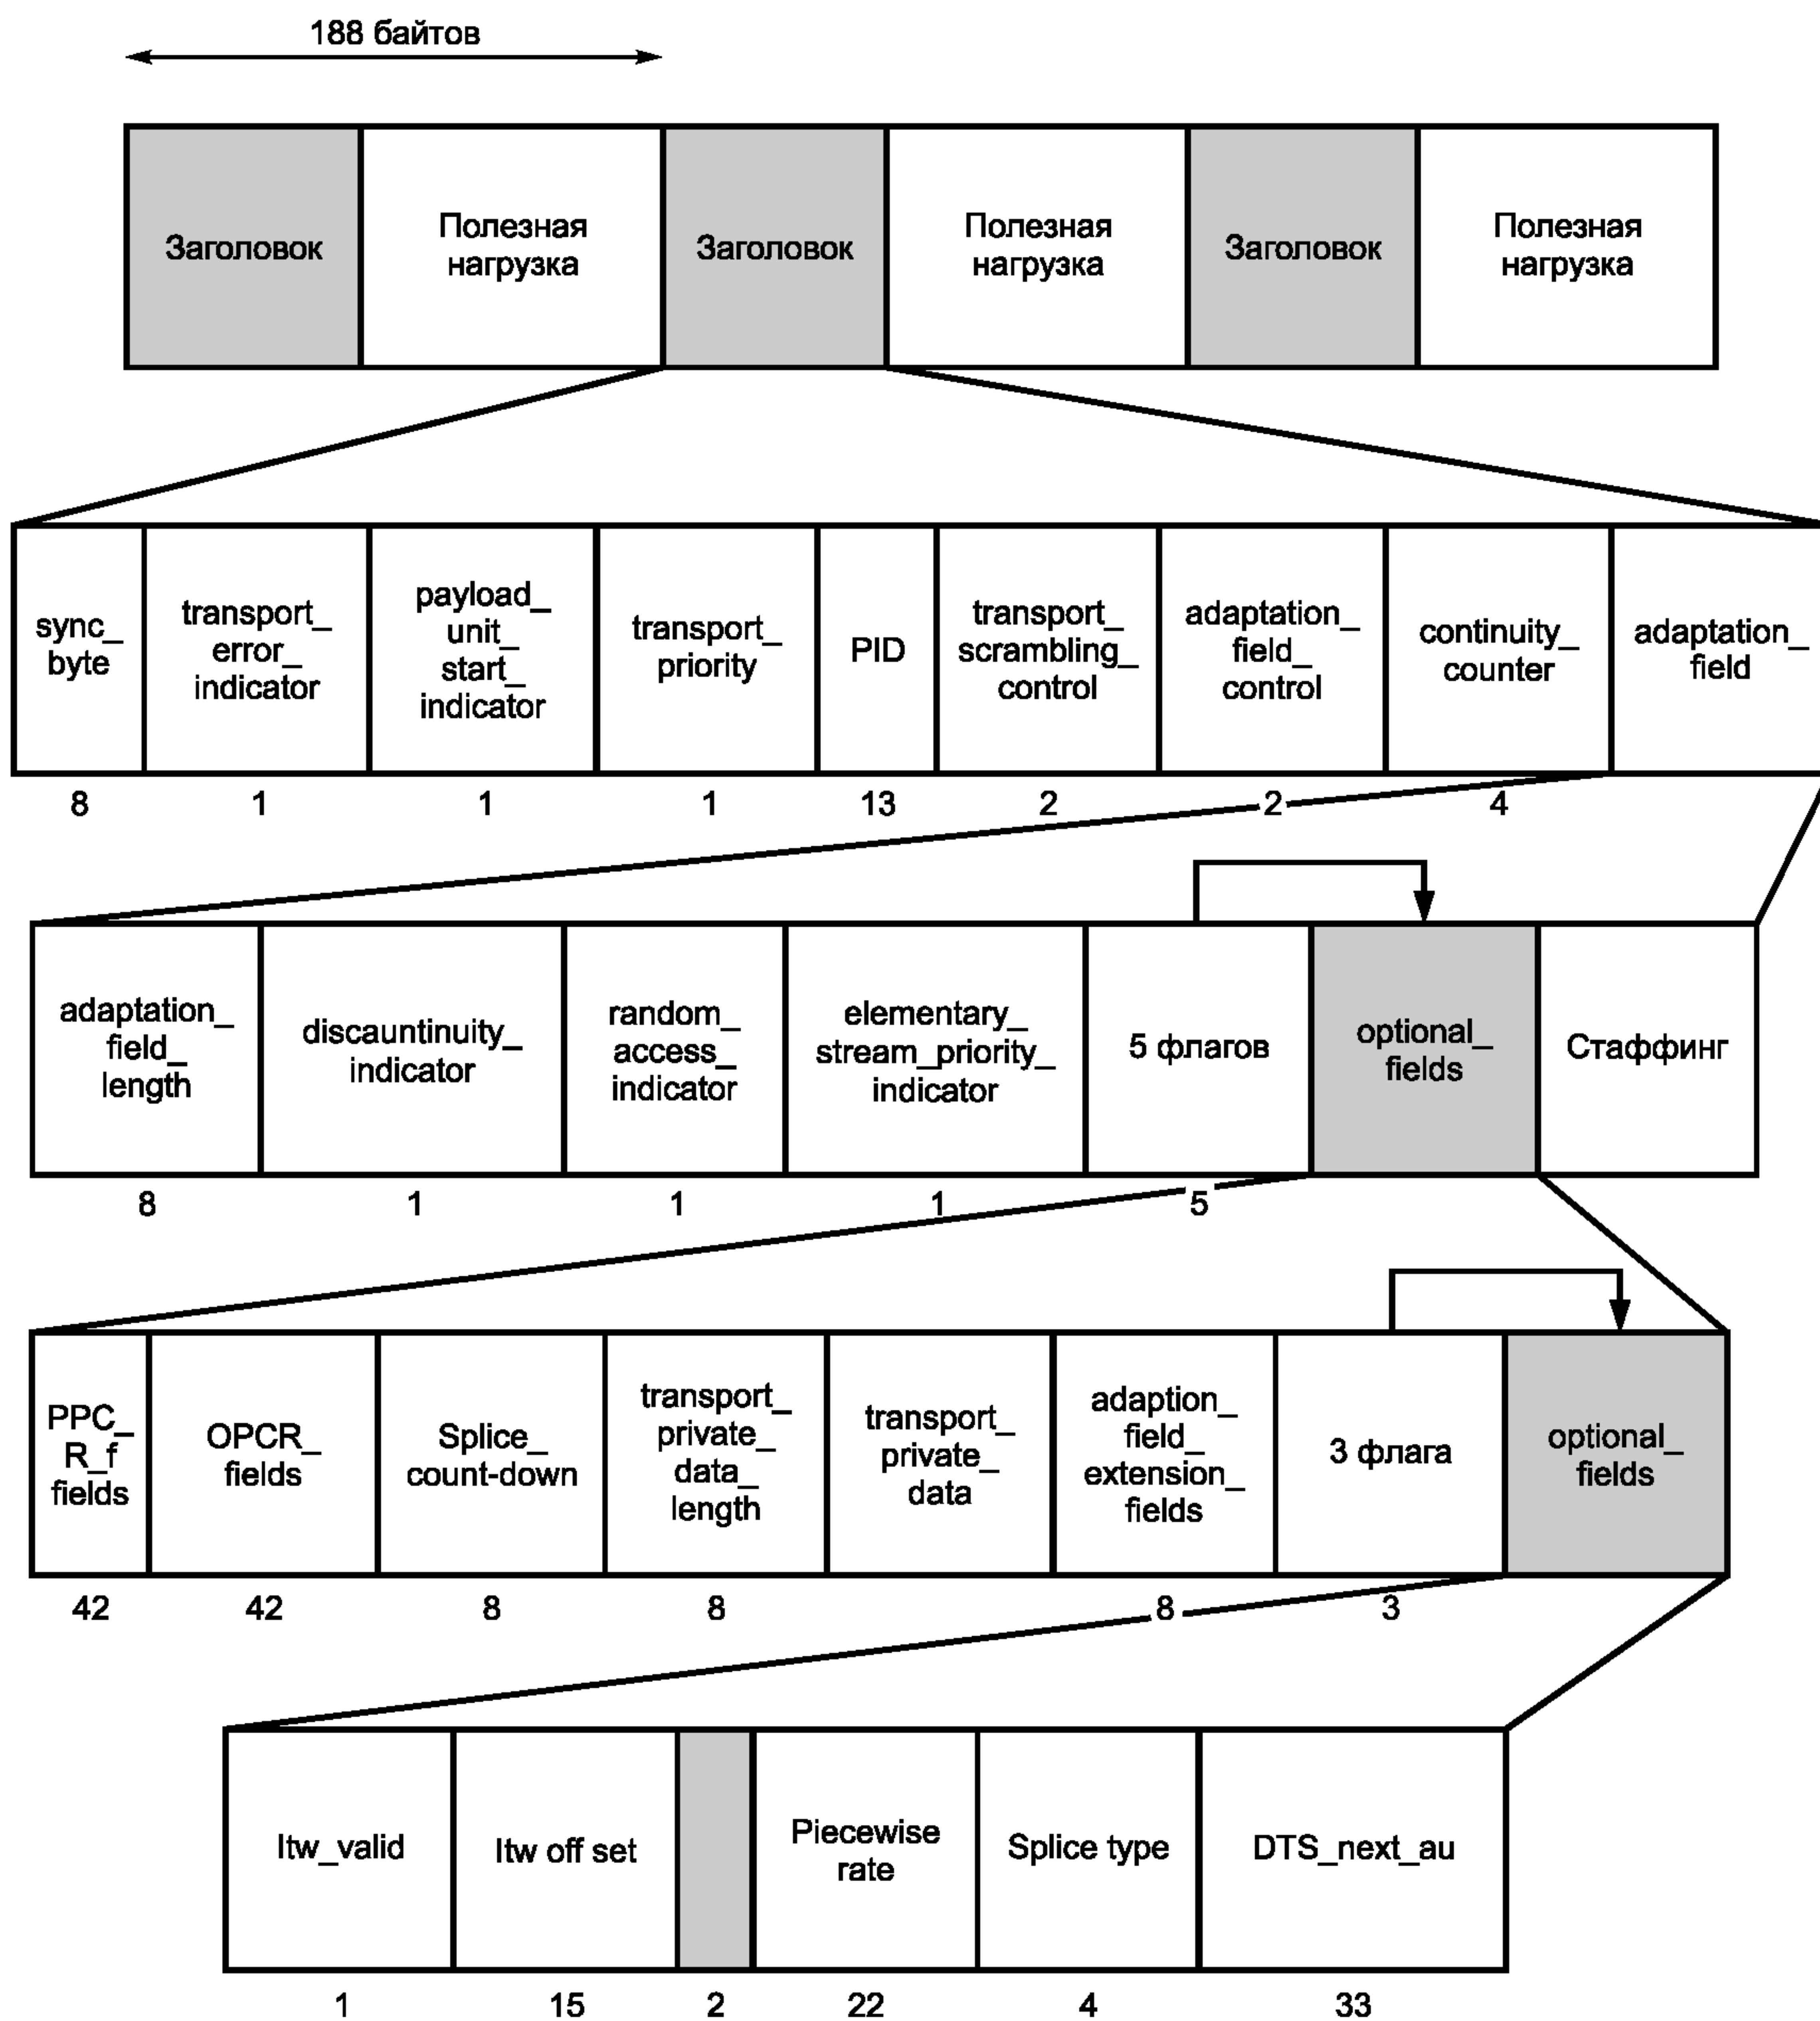 188 байтов
Заголовок
Полезная
нагрузка
Заголовок
Полезная
нагрузка
Заголовок
Полезная
нагрузка
sync_
byte
transport_
error_
indicator
payload_
unit_
start_
indicator
transport_
priority
PID
transport_
scrambling_
control
adaptation_
field_
control
continuity_
counter
adaptation_
field
8
1
1
1
13
2
2
4
adaptation_
field_
length
discauntinuity_
indicator
random_
access_
indicator
elementary_
stream_priority_
indicator
5 флагов
optional_
fields
Стаффинг
8
1
1
1
5
PPC_
R_f
fields
OPCR_
fields
Splice_
count-down
transport_
private_
data_
length
transport_
private_
data
adaption_
field_
extension_
fields
3 флага
optional_
fields
42
42
8
8
8
3
ltw_valid
ltw off set
Piecewise
rate
Splice type
DTS_next_au
1
15
2
22
4
33